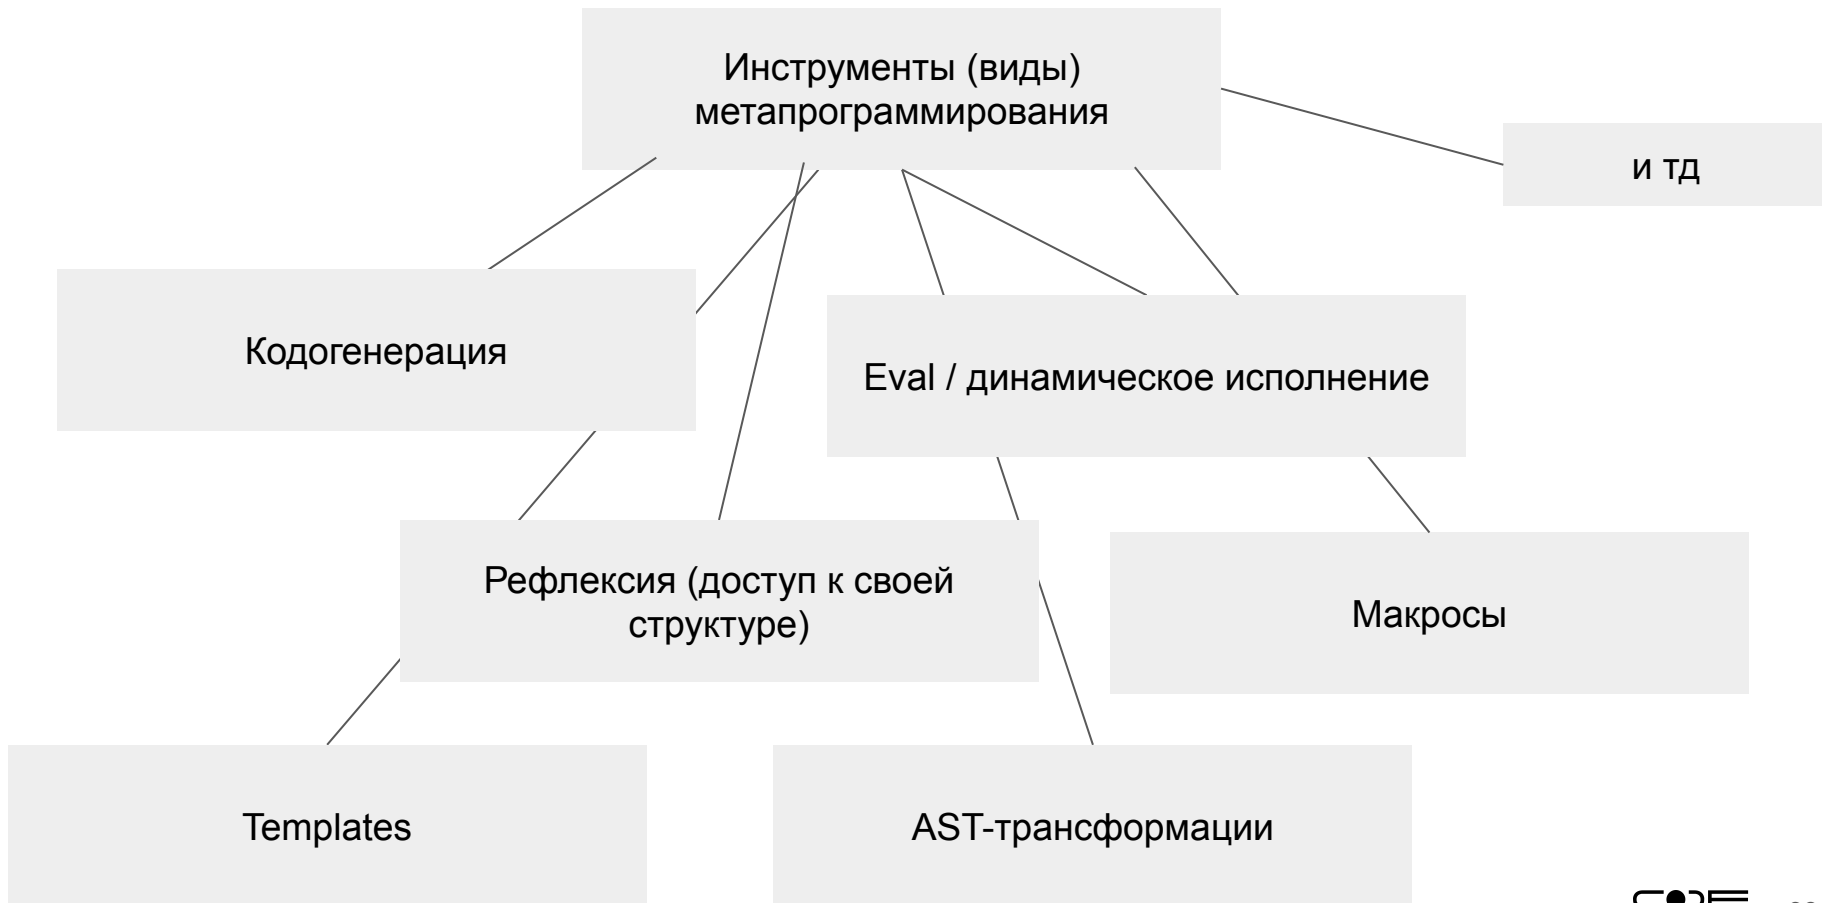 Инструменты (виды)
метапрограммирования
и тд
Кодогенерация
Eval / динамическое исполнение
Рефлексия (доступ к своей
структуре)
Макросы
Templates
AST-трансформации